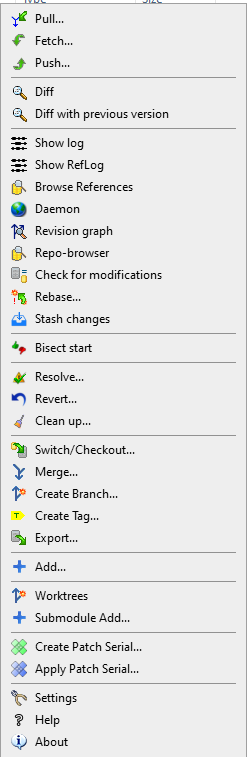 Pull...
Fetch...
Push...
Diff
Diff with previous version
Show log
Show RefLog
Browse References
Daemon
Revision graph
Repo-browser
Check for modifications
Rebase...
Stash changes
Bisect start
Resolve...
Revert...
Clean up...
Switch/Checkout...
Merge...
Create Branch...
Create Tag...
Export...
Add...
Worktrees
Submodule Add...
Create Patch Serial...
Apply Patch Serial...
Settings
Help
About